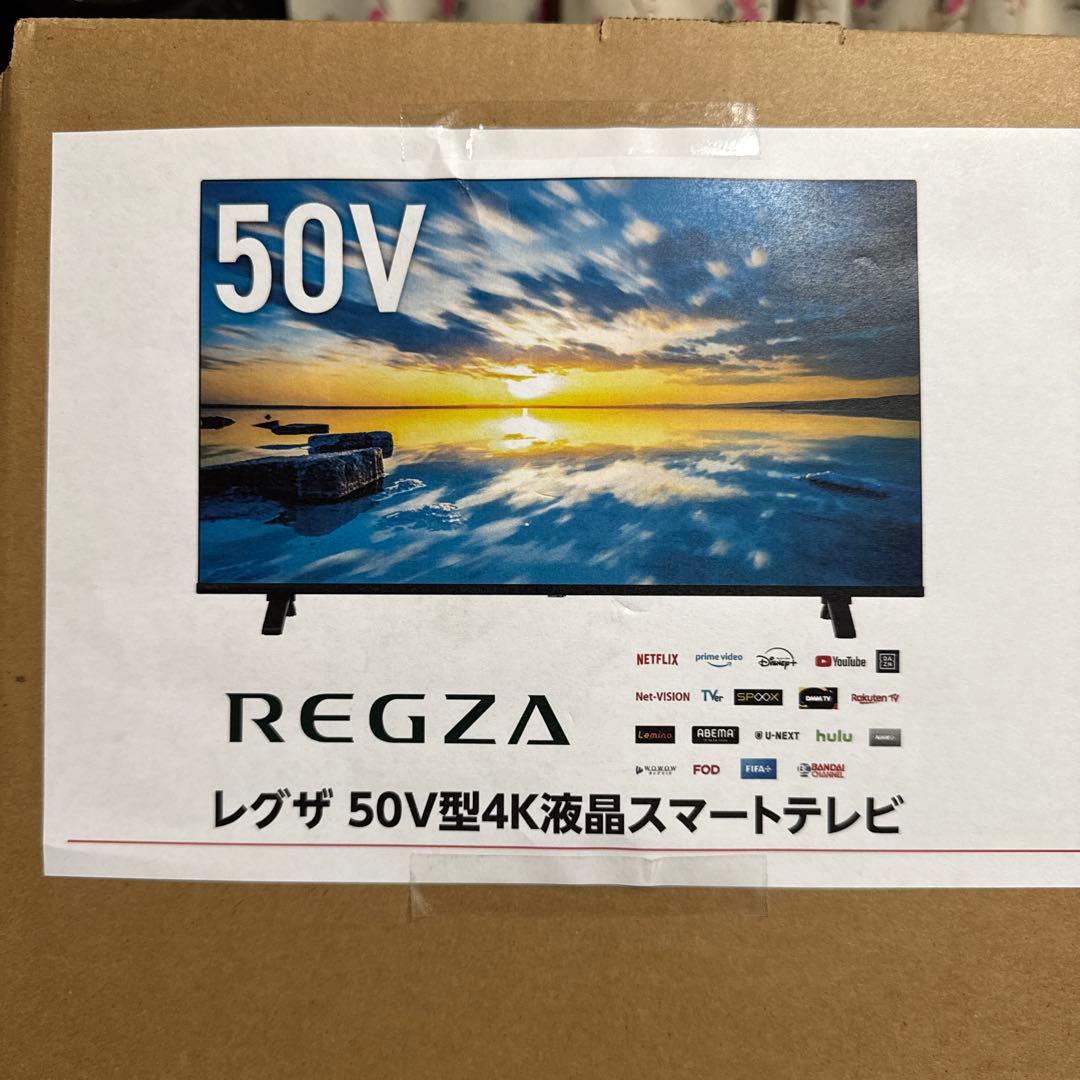 50V
NETFLIX prime video Disney+ YouTube DAZN
Net-VISION TVer SPOOX DMM TV Rakuten TV
REGZA
Lemino ABEMA U-NEXT hulu
WOWOW FOD FIFA+ BANDAI CHANNEL
レグザ 50V型4K液晶スマートテレビ